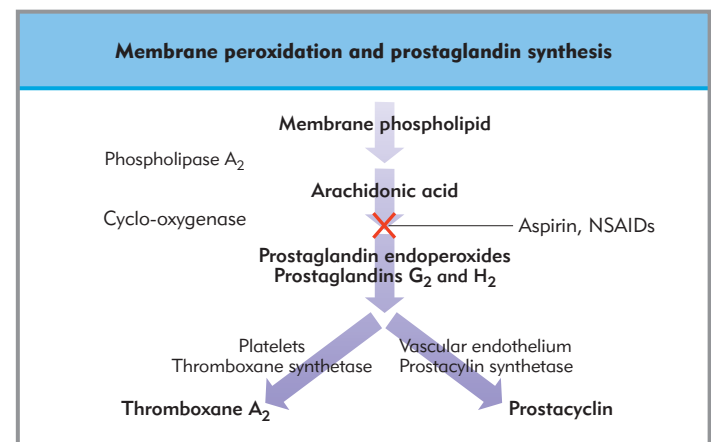 Membrane peroxidation and prostaglandin synthesis
Membrane phospholipid
Phospholipase A₂
Arachidonic acid
Cyclo-oxygenase
Aspirin, NSAIDs
Prostaglandin endoperoxides
Prostaglandins G₂ and H₂
Platelets
Thromboxane synthetase
Vascular endothelium
Prostacylin synthetase
Thromboxane A₂
Prostacyclin